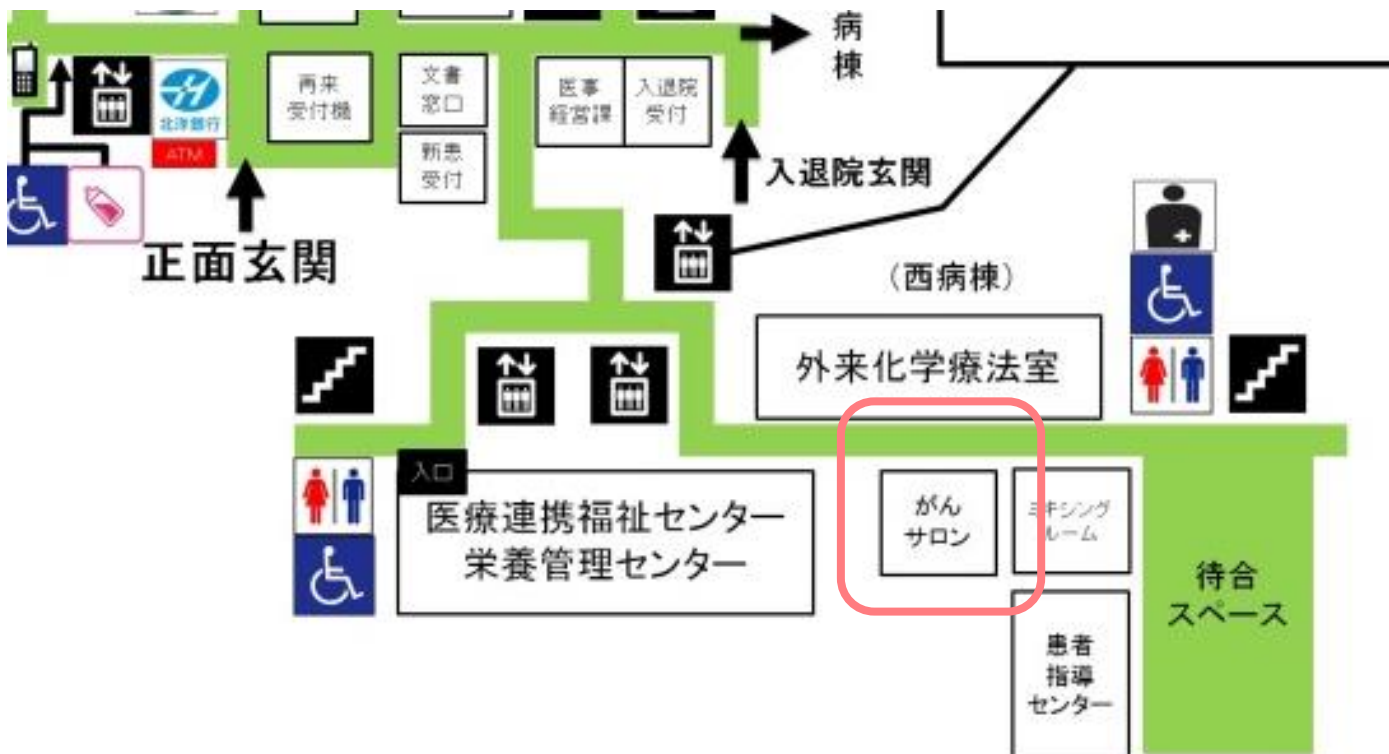 病
棟
再来
受付機
文書
窓口
医事
経営課
入退院
受付
北洋銀行
ATM
新患
受付
入退院玄関
正面玄関
(西病棟)
外来化学療法室
入口
医療連携福祉センター
栄養管理センター
がん
サロン
ミキシング
ルーム
待合
スペース
患者
指導
センター